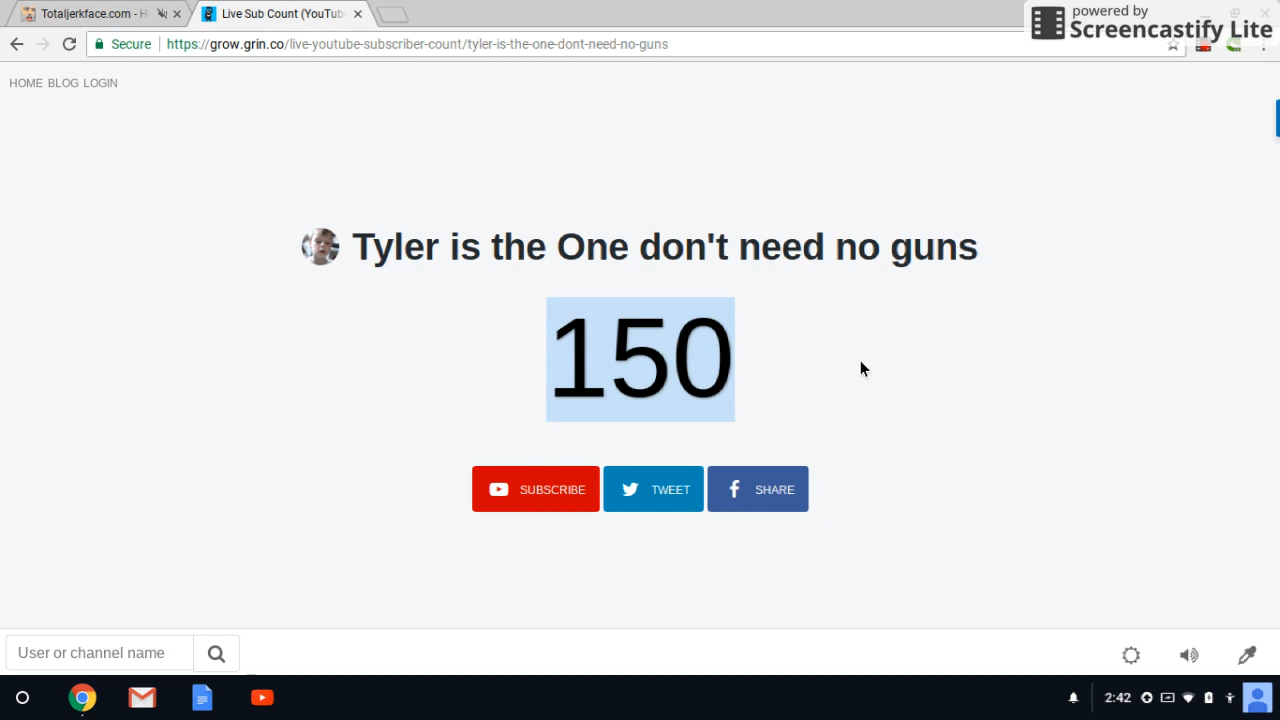 Totaljerkface.com - H
Live Sub Count (YouTub
powered by
Screencastify Lite
Secure
https://grow.grin.co/live-youtube-subscriber-count/tyler-is-the-one-dont-need-no-guns
HOME BLOG LOGIN
Tyler is the One don't need no guns
150
SUBSCRIBE
TWEET
SHARE
User or channel name
2:42